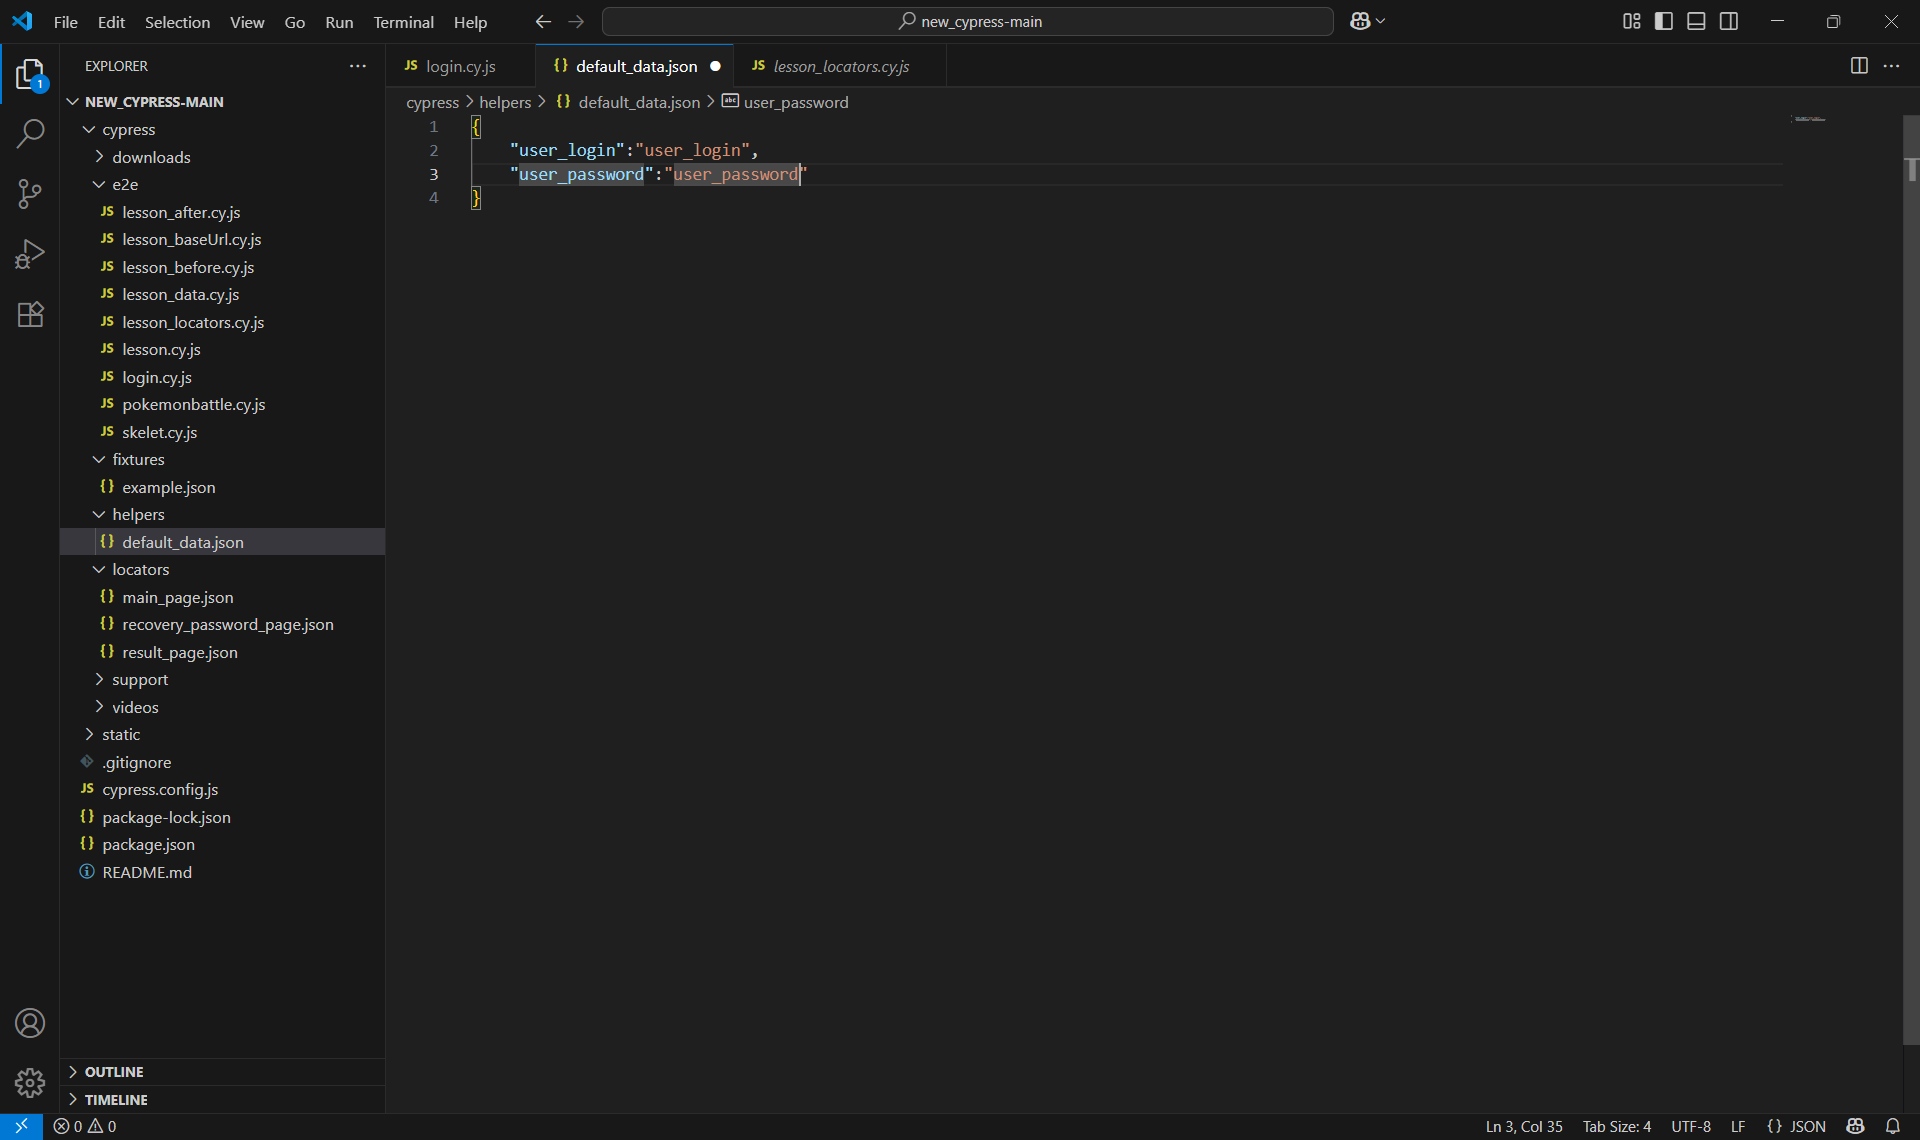 File Edit Selection View Go Run Terminal Help
new_cypress-main
1
EXPLORER
NEW_CYPRESS-MAIN
cypress
downloads
e2e
JS lesson_after.cy.js
JS lesson_baseUrl.cy.js
JS lesson_before.cy.js
JS lesson_data.cy.js
JS lesson_locators.cy.js
JS lesson.cy.js
JS login.cy.js
JS pokemonbattle.cy.js
JS skelet.cy.js
fixtures
{} example.json
helpers
{} default_data.json
locators
{} main_page.json
{} recovery_password_page.json
{} result_page.json
support
videos
static
.gitignore
JS cypress.config.js
{} package-lock.json
{} package.json
README.md
OUTLINE
TIMELINE
JS login.cy.js {} default_data.json JS lesson_locators.cy.js
cypress > helpers > {} default_data.json > abc user_password
1 {
2 "user_login":"user_login",
3 "user_password":"user_password"
4 }
0 0 Ln 3, Col 35 Tab Size: 4 UTF-8 LF {} JSON